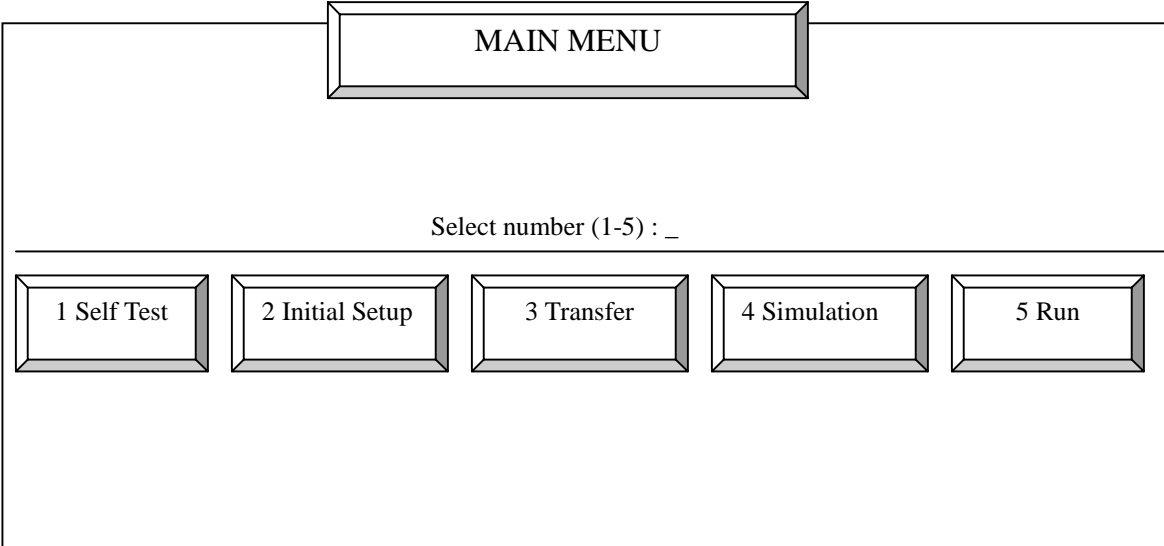 MAIN MENU
Select number (1-5) : _
1 Self Test
2 Initial Setup
3 Transfer
4 Simulation
5 Run